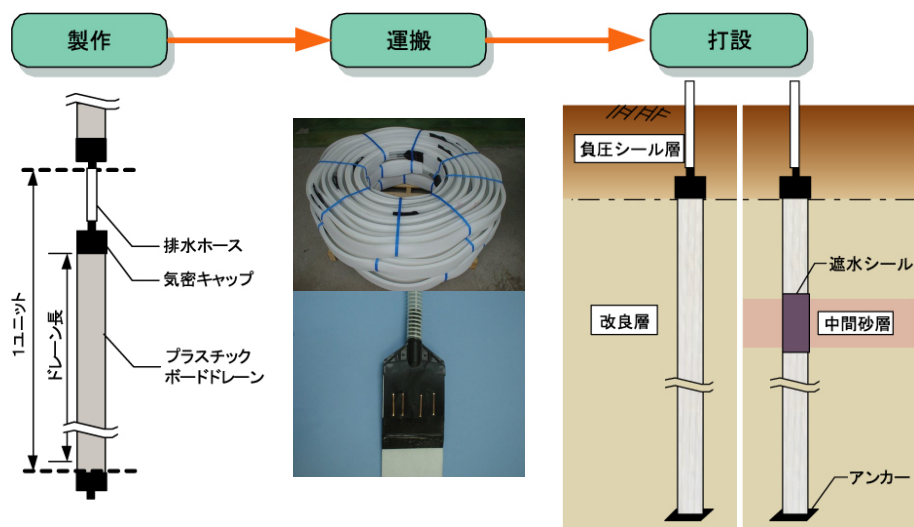 製作
運搬
打設
排水ホース
気密キャップ
プラスチック
ボードドレーン
1ユニット
ドレーン長
負圧シール層
改良層
遮水シール
中間砂層
アンカー